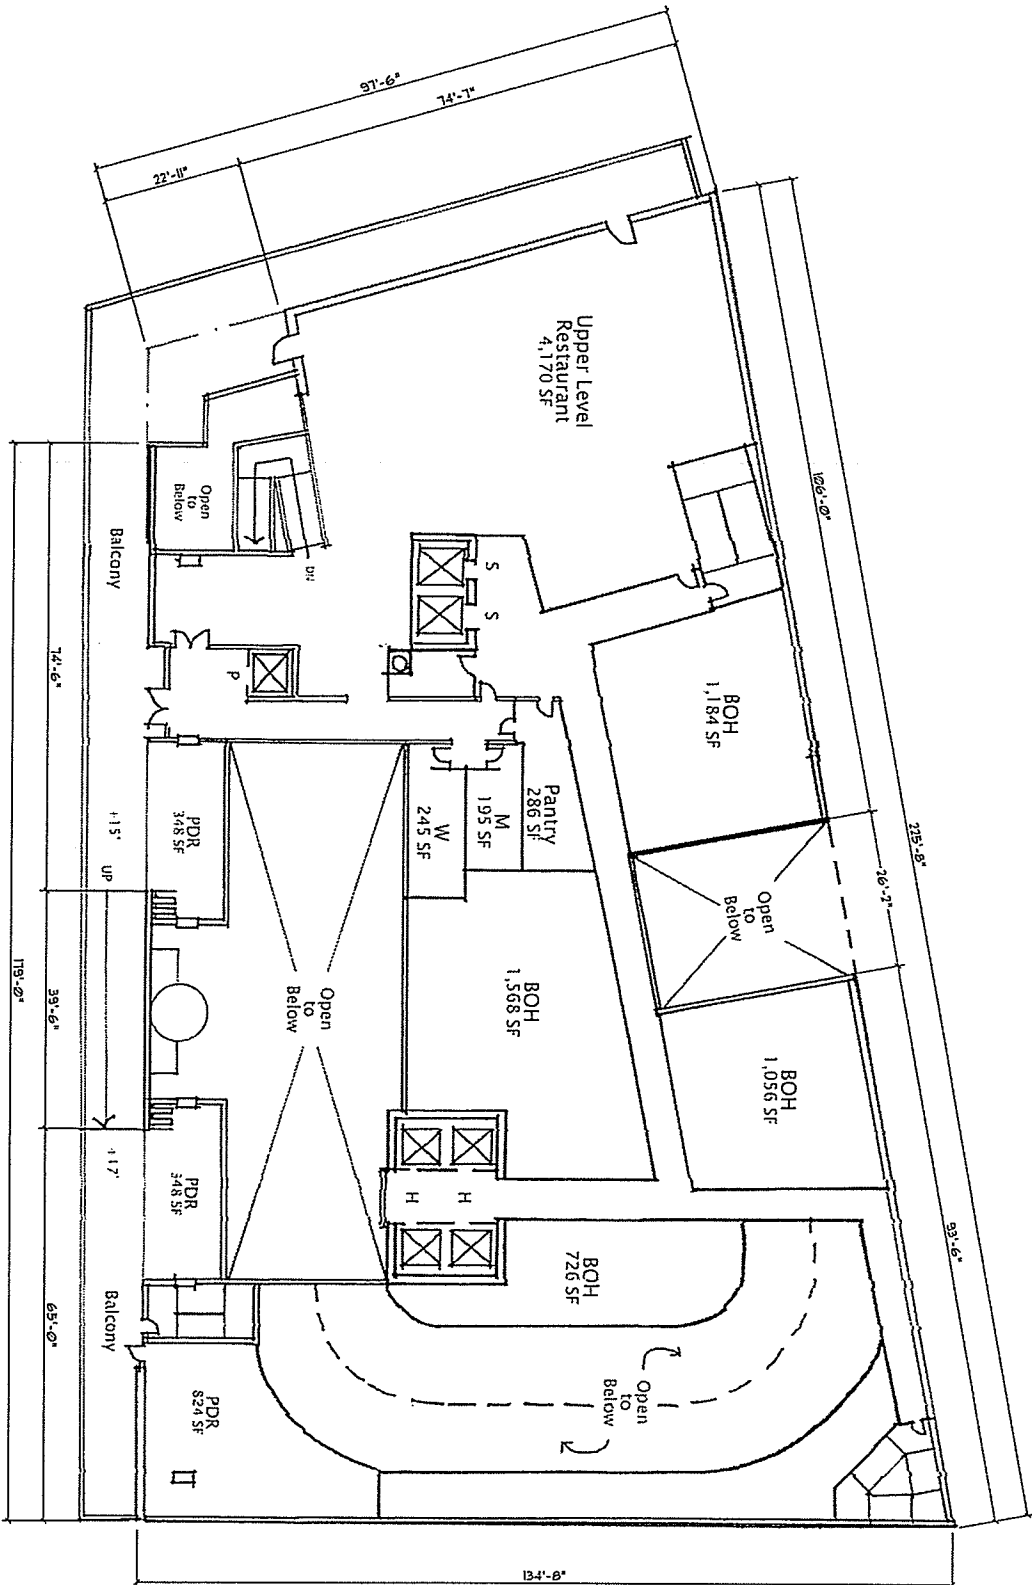 97'-6"
74'-7"
22'-11"
Upper Level
Restaurant
4,170 SF
106'-0"
225'-8"
26'-2"
93'-6"
Open
to
Below
DN
S
S
P
BOH
1,184 SF
Pantry
286 SF
M
195 SF
W
245 SF
Open
to
Below
BOH
1,056 SF
BOH
1,568 SF
Open
to
Below
PDR
348 SF
PDR
348 SF
H
H
BOH
726 SF
Open
to
Below
PDR
824 SF
Balcony
+15'
UP
+17'
Balcony
74'-6"
39'-6"
65'-0"
179'-0"
134'-8"